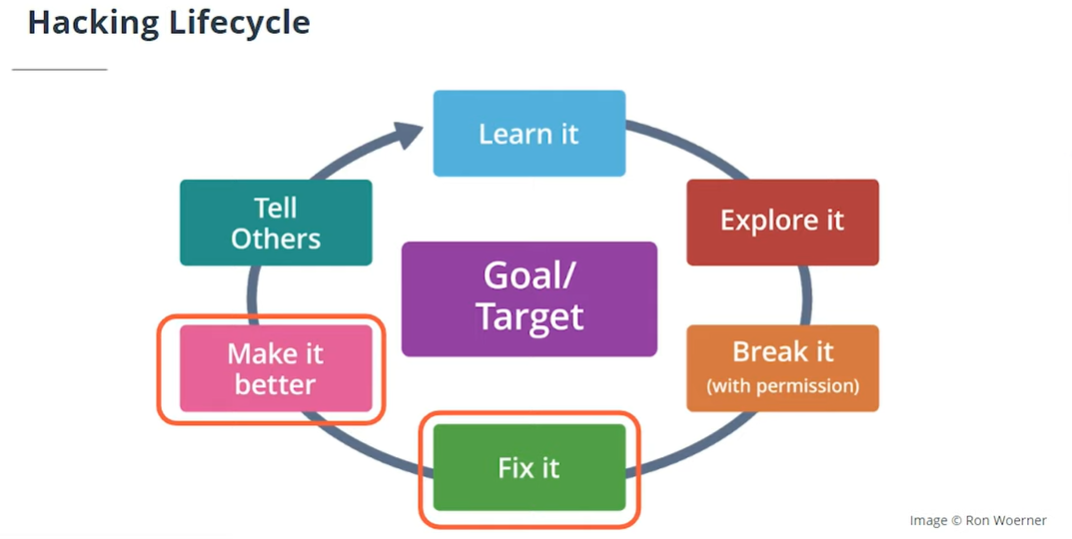 Hacking Lifecycle
Learn it
Explore it
Break it
(with permission)
Fix it
Make it
better
Tell
Others
Goal/
Target
Image © Ron Woerner